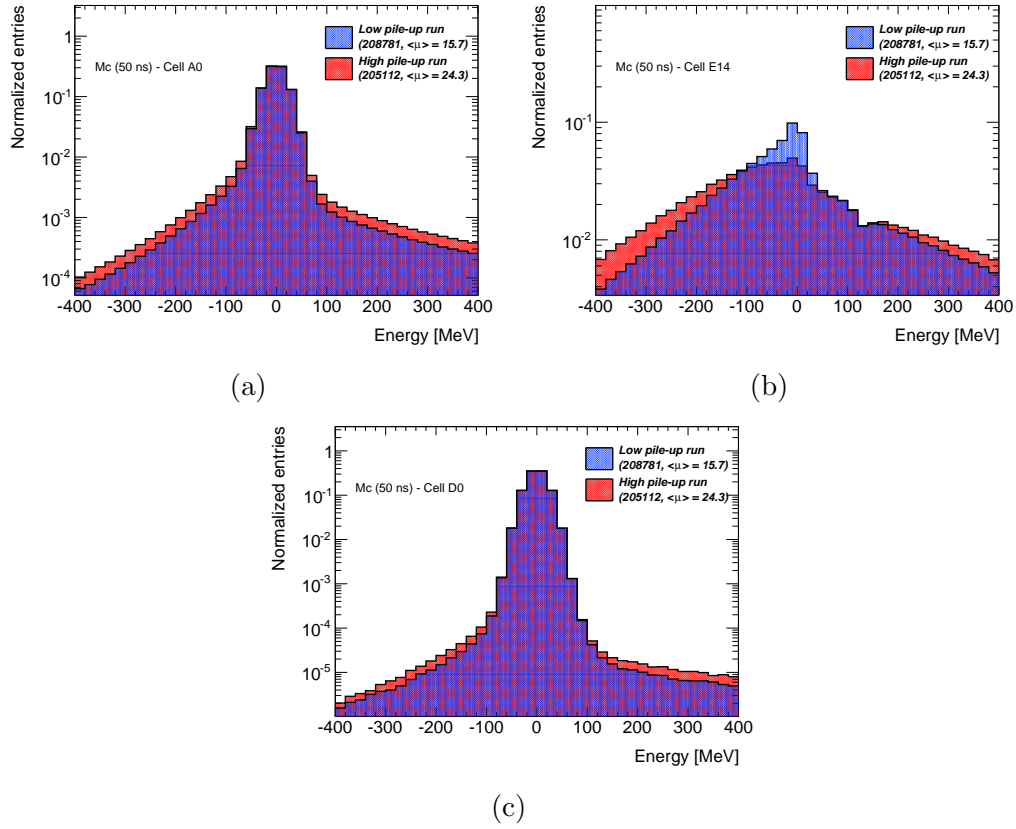 Normalized entries
1
10^-1
10^-2
10^-3
10^-4
Mc (50 ns) - Cell A0
Low pile-up run
(208781, <μ> = 15.7)
High pile-up run
(205112, <μ> = 24.3)
-400 -300 -200 -100 0 100 200 300 400
Energy [MeV]
(a)
Normalized entries
10^-1
10^-2
Mc (50 ns) - Cell E14
Low pile-up run
(208781, <μ> = 15.7)
High pile-up run
(205112, <μ> = 24.3)
-400 -300 -200 -100 0 100 200 300 400
Energy [MeV]
(b)
Normalized entries
1
10^-1
10^-2
10^-3
10^-4
10^-5
Mc (50 ns) - Cell D0
Low pile-up run
(208781, <μ> = 15.7)
High pile-up run
(205112, <μ> = 24.3)
-400 -300 -200 -100 0 100 200 300 400
Energy [MeV]
(c)